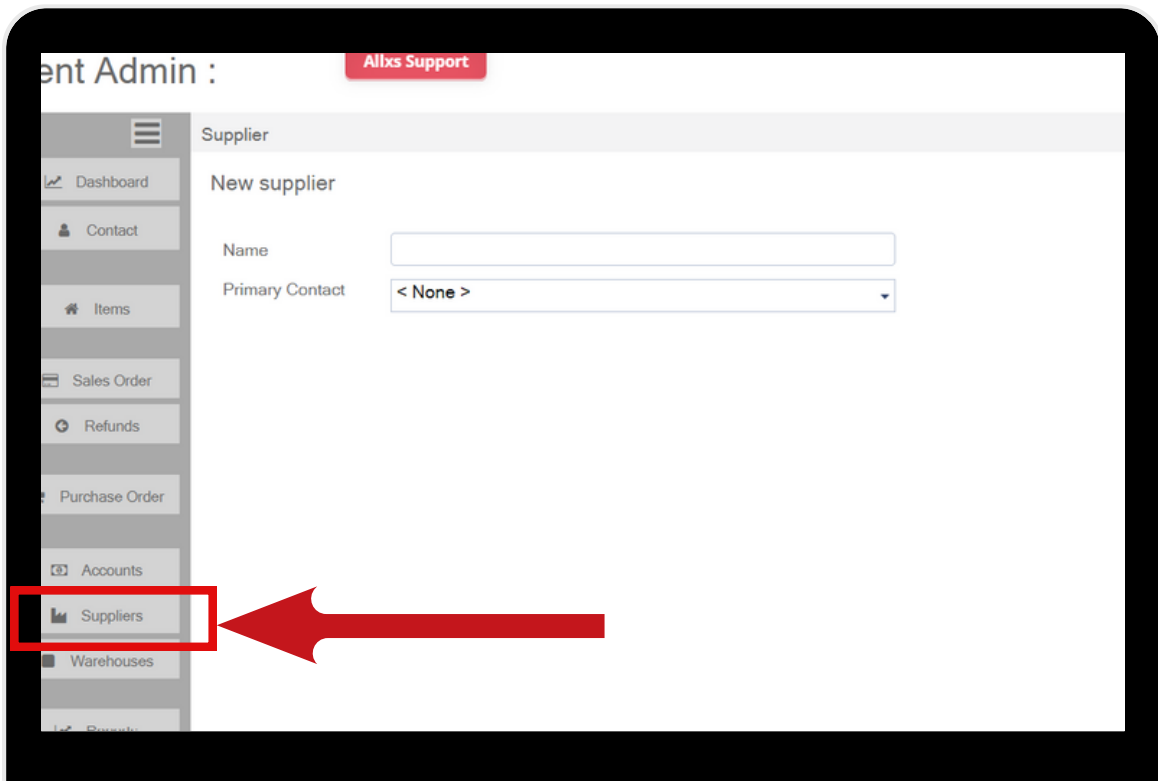 ent Admin :
Allxs Support
Supplier
Dashboard
New supplier
Contact
Name
Primary Contact
< None >
Items
Sales Order
Refunds
Purchase Order
Accounts
Suppliers
Warehouses